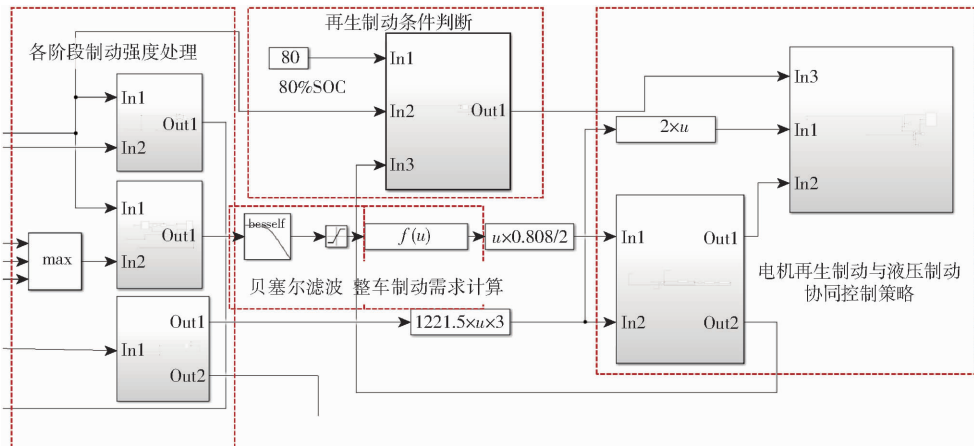 各阶段制动强度处理
In1
In2
Out1
In1
In2
Out1
max
In1
Out1
Out2
再生制动条件判断
80
80%SOC
In1
In2
In3
Out1
besself
贝塞尔滤波
f(u)
整车制动需求计算
u×0.808/2
1221.5×u×3
2×u
In3
In1
In2
In1
In2
Out1
Out2
电机再生制动与液压制动
协同控制策略